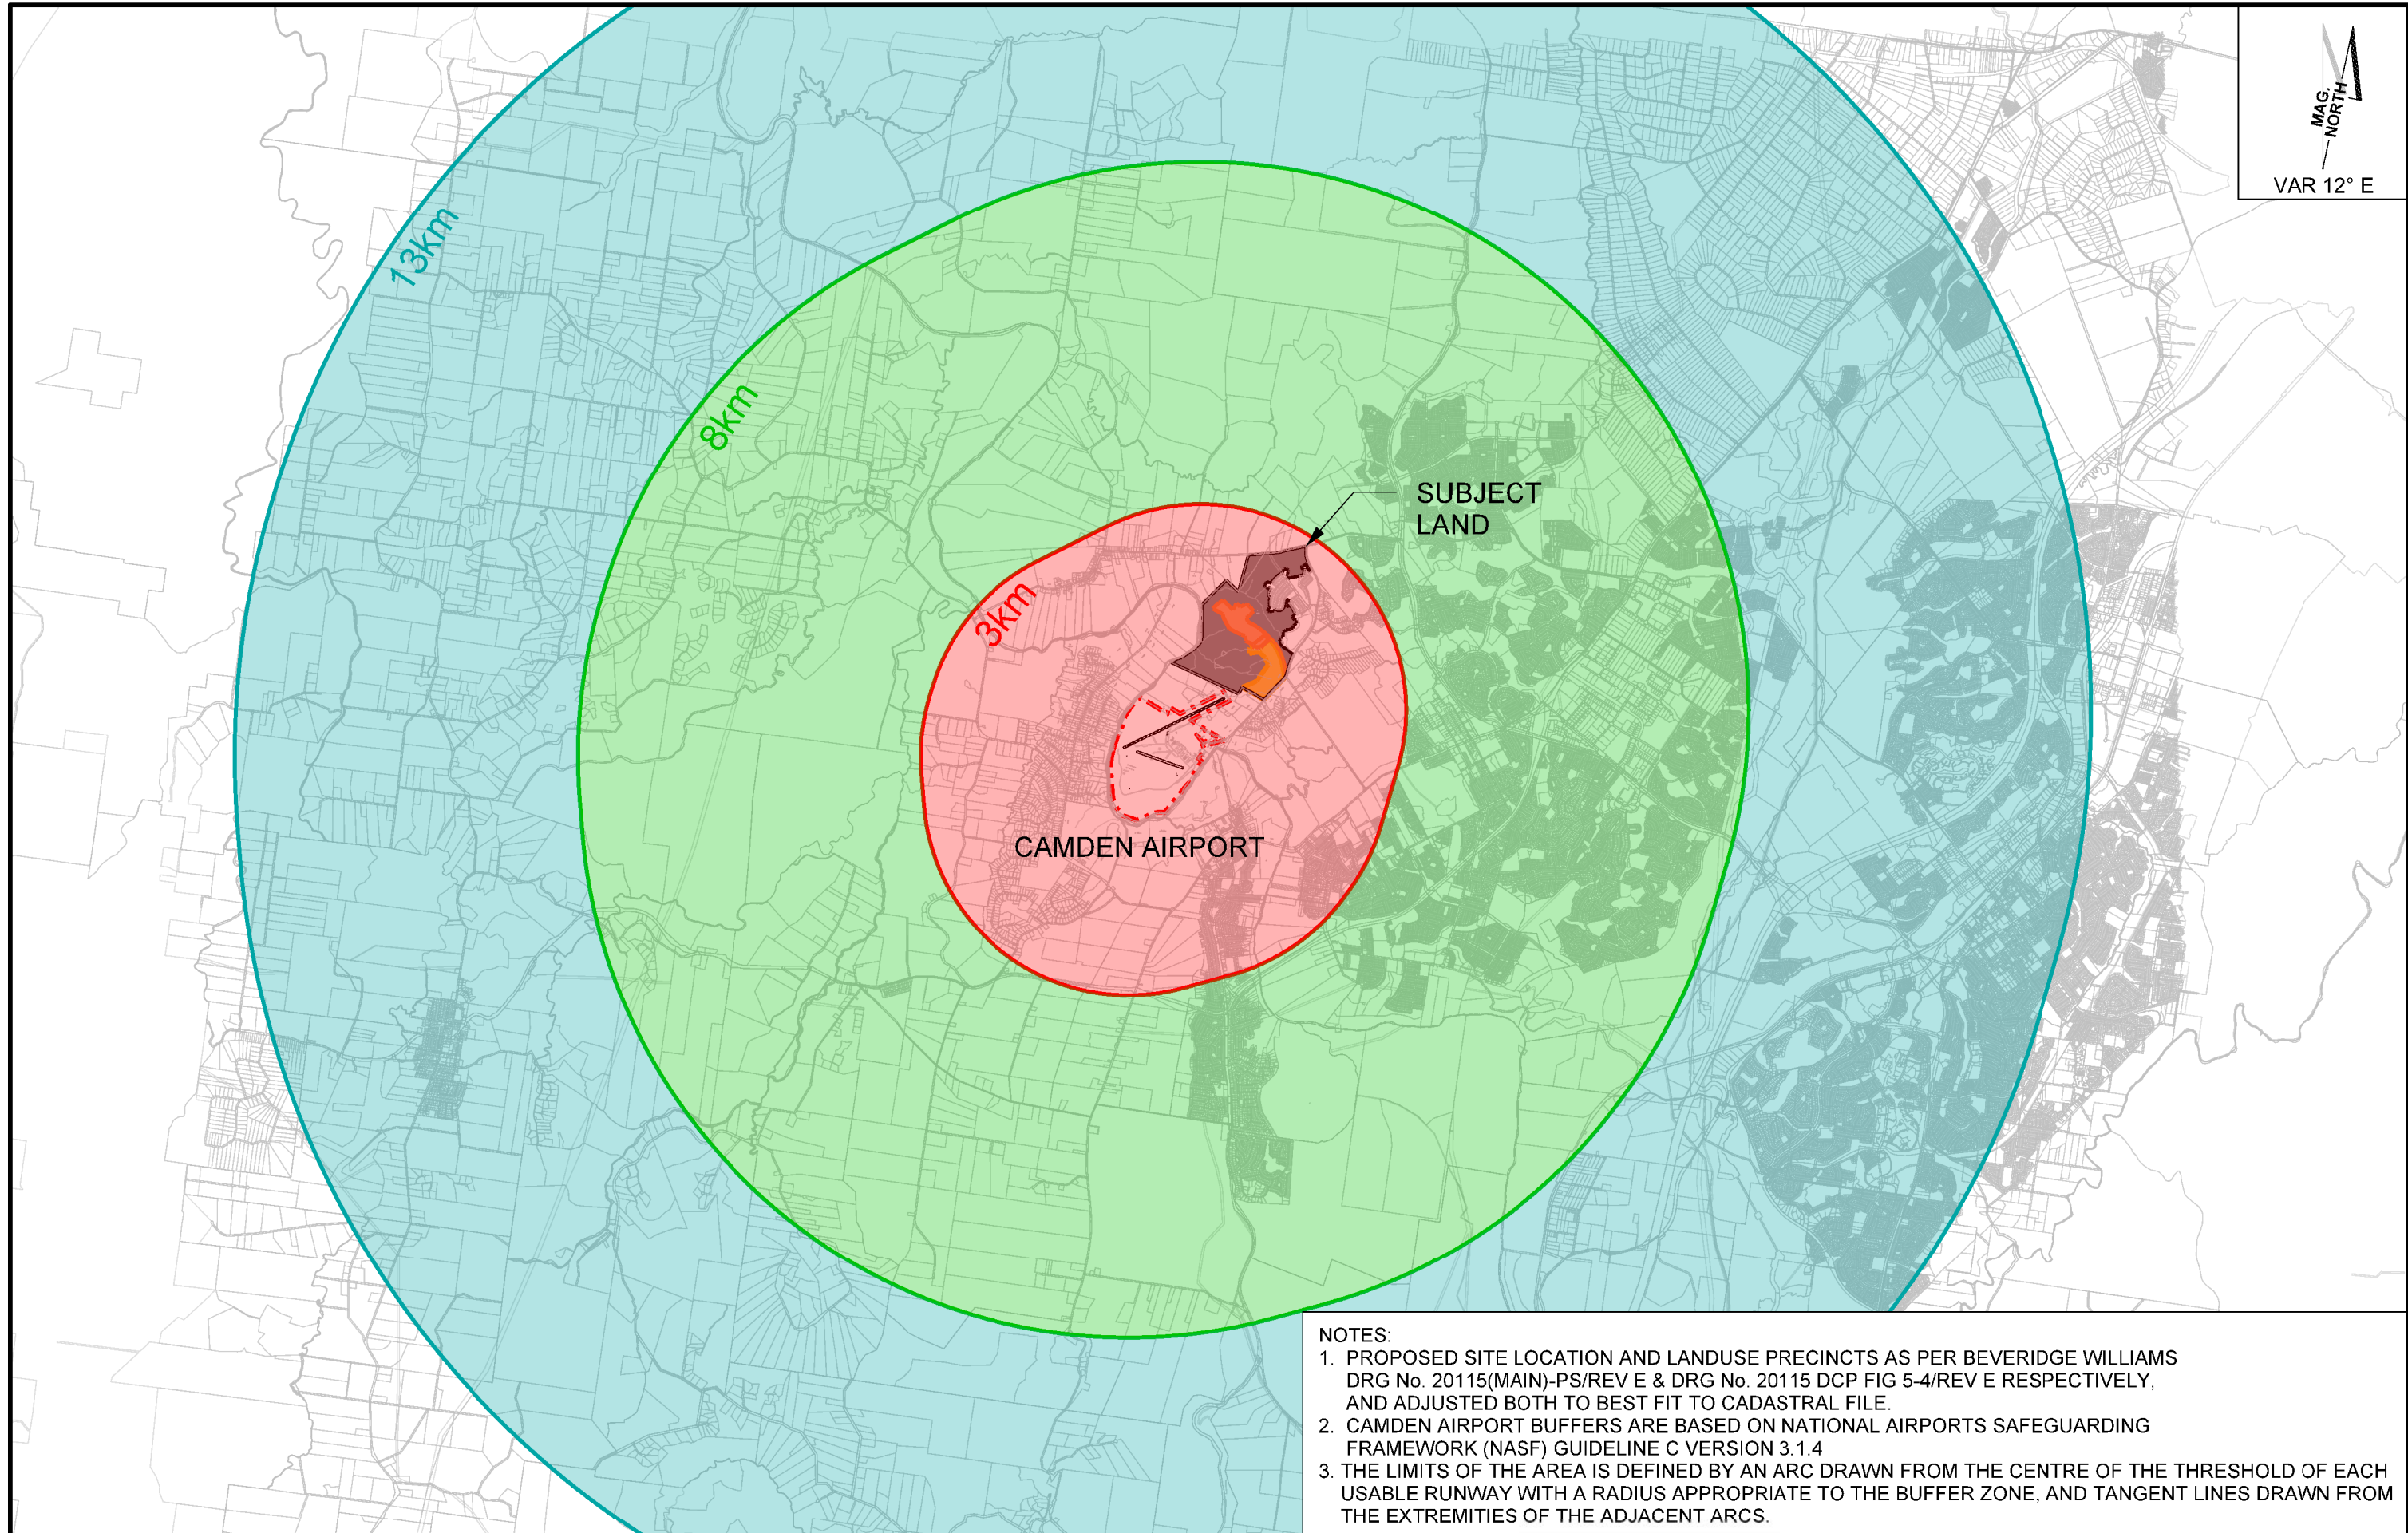 MAG.
NORTH
VAR 12° E
13km
8km
3km
SUBJECT
LAND
CAMDEN AIRPORT
NOTES:
1. PROPOSED SITE LOCATION AND LANDUSE PRECINCTS AS PER BEVERIDGE WILLIAMS
DRG No. 20115(MAIN)-PS/REV E & DRG No. 20115 DCP FIG 5-4/REV E RESPECTIVELY,
AND ADJUSTED BOTH TO BEST FIT TO CADASTRAL FILE.
2. CAMDEN AIRPORT BUFFERS ARE BASED ON NATIONAL AIRPORTS SAFEGUARDING
FRAMEWORK (NASF) GUIDELINE C VERSION 3.1.4
3. THE LIMITS OF THE AREA IS DEFINED BY AN ARC DRAWN FROM THE CENTRE OF THE THRESHOLD OF EACH
USABLE RUNWAY WITH A RADIUS APPROPRIATE TO THE BUFFER ZONE, AND TANGENT LINES DRAWN FROM
THE EXTREMITIES OF THE ADJACENT ARCS.